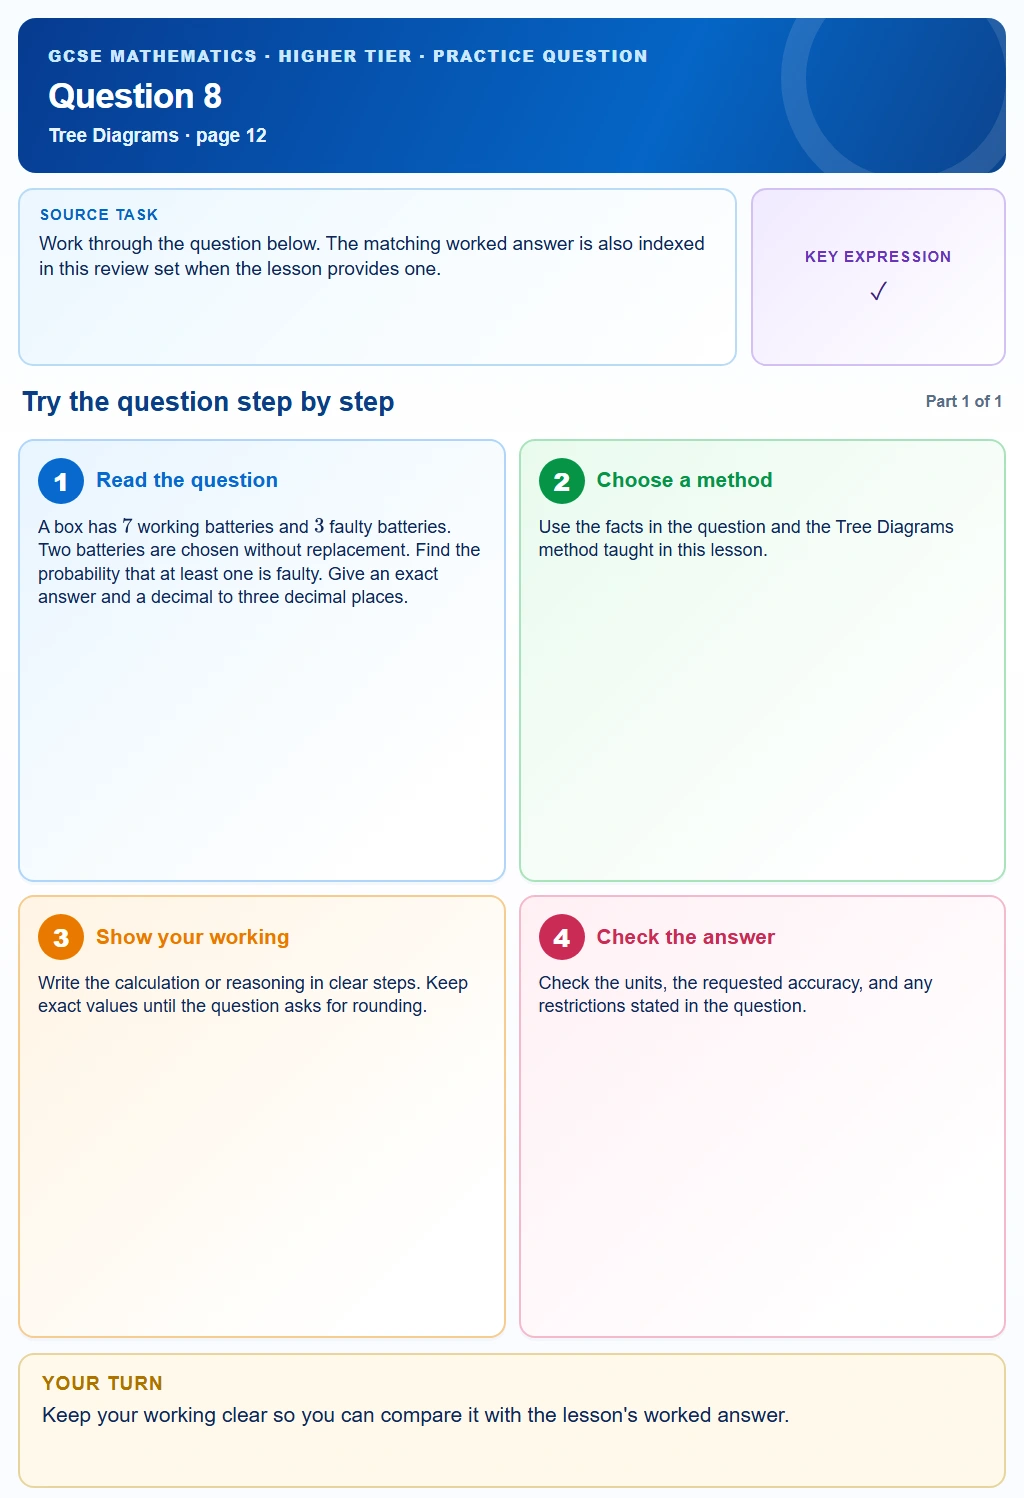 GCSE MATHEMATICS · HIGHER TIER · PRACTICE QUESTION
Question 8
Tree Diagrams · page 12
SOURCE TASK
Work through the question below. The matching worked answer is also indexed
in this review set when the lesson provides one.
KEY EXPRESSION
✓
Try the question step by step
Part 1 of 1
1 Read the question
A box has 7 working batteries and 3 faulty batteries.
Two batteries are chosen without replacement. Find the
probability that at least one is faulty. Give an exact
answer and a decimal to three decimal places.
2 Choose a method
Use the facts in the question and the Tree Diagrams
method taught in this lesson.
3 Show your working
Write the calculation or reasoning in clear steps. Keep
exact values until the question asks for rounding.
4 Check the answer
Check the units, the requested accuracy, and any
restrictions stated in the question.
YOUR TURN
Keep your working clear so you can compare it with the lesson's worked answer.